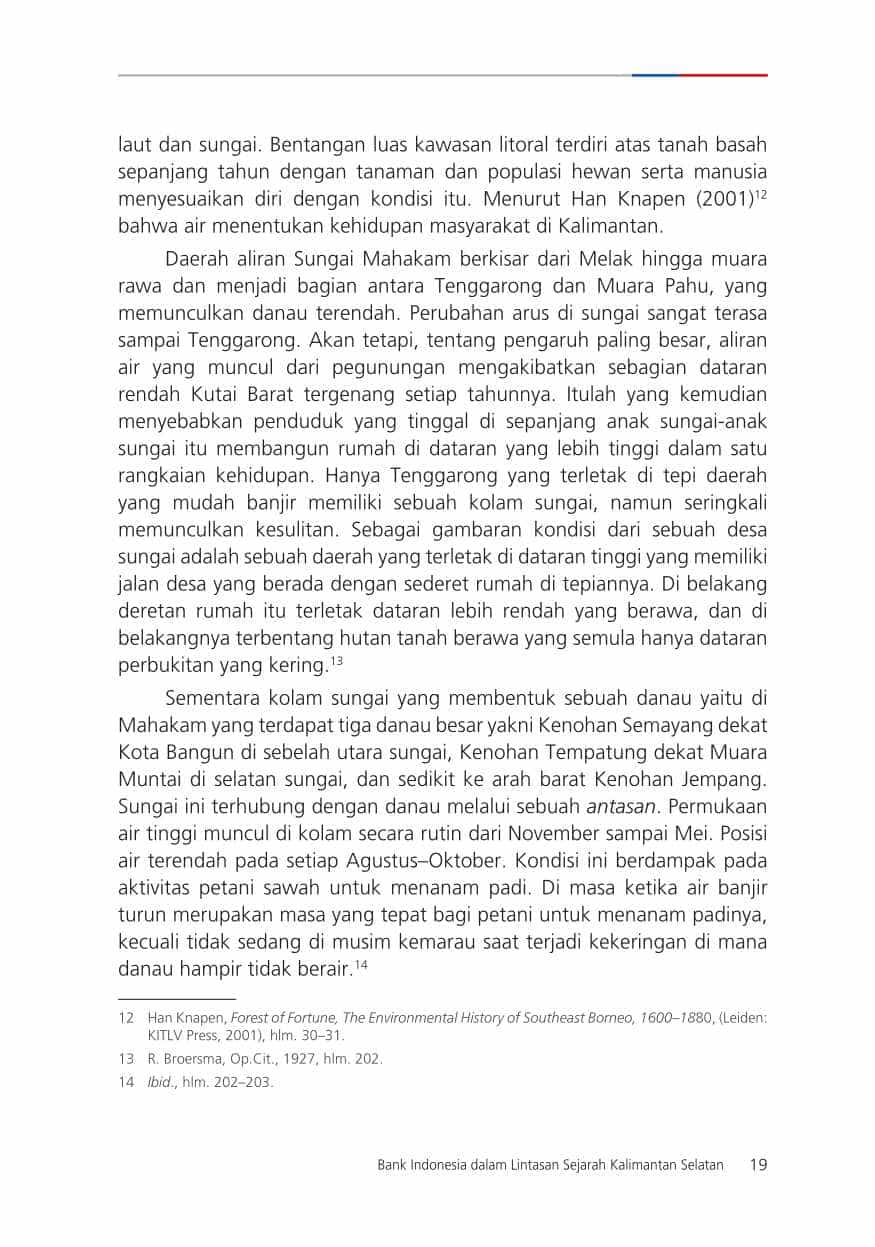 laut dan sungai. Bentangan luas kawasan litoral terdiri atas tanah basah
sepanjang tahun dengan tanaman dan populasi hewan serta manusia
menyesuaikan diri dengan kondisi itu. Menurut Han Knapen (2001)¹²
bahwa air menentukan kehidupan masyarakat di Kalimantan.
Daerah aliran Sungai Mahakam berkisar dari Melak hingga muara
rawa dan menjadi bagian antara Tenggarong dan Muara Pahu, yang
memunculkan danau terendah. Perubahan arus di sungai sangat terasa
sampai Tenggarong. Akan tetapi, tentang pengaruh paling besar, aliran
air yang muncul dari pegunungan mengakibatkan sebagian dataran
rendah Kutai Barat tergenang setiap tahunnya. Itulah yang kemudian
menyebabkan penduduk yang tinggal di sepanjang anak sungai-anak
sungai itu membangun rumah di dataran yang lebih tinggi dalam satu
rangkaian kehidupan. Hanya Tenggarong yang terletak di tepi daerah
yang mudah banjir memiliki sebuah kolam sungai, namun seringkali
memunculkan kesulitan. Sebagai gambaran kondisi dari sebuah desa
sungai adalah sebuah daerah yang terletak di dataran tinggi yang memiliki
jalan desa yang berada dengan sederet rumah di tepiannya. Di belakang
deretan rumah itu terletak dataran lebih rendah yang berawa, dan di
belakangnya terbentang hutan tanah berawa yang semula hanya dataran
perbukitan yang kering.¹³
Sementara kolam sungai yang membentuk sebuah danau yaitu di
Mahakam yang terdapat tiga danau besar yakni Kenohan Semayang dekat
Kota Bangun di sebelah utara sungai, Kenohan Tempatung dekat Muara
Muntai di selatan sungai, dan sedikit ke arah barat Kenohan Jempang.
Sungai ini terhubung dengan danau melalui sebuah antasan. Permukaan
air tinggi muncul di kolam secara rutin dari November sampai Mei. Posisi
air terendah pada setiap Agustus–Oktober. Kondisi ini berdampak pada
aktivitas petani sawah untuk menanam padi. Di masa ketika air banjir
turun merupakan masa yang tepat bagi petani untuk menanam padinya,
kecuali tidak sedang di musim kemarau saat terjadi kekeringan di mana
danau hampir tidak berair.¹⁴
12 Han Knapen, Forest of Fortune, The Environmental History of Southeast Borneo, 1600–1880, (Leiden:
KITLV Press, 2001), hlm. 30–31.
13 R. Broersma, Op.Cit., 1927, hlm. 202.
14 Ibid., hlm. 202–203.
Bank Indonesia dalam Lintasan Sejarah Kalimantan Selatan 19